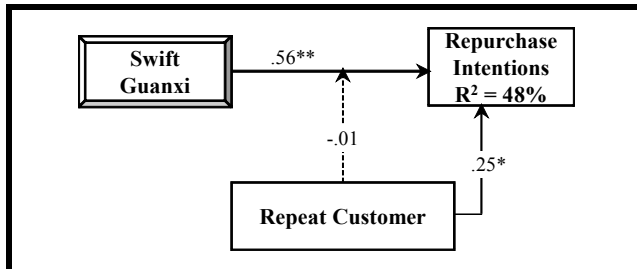 Swift
Guanxi
.56**
Repurchase
Intentions
R² = 48%
-.01
.25*
Repeat Customer